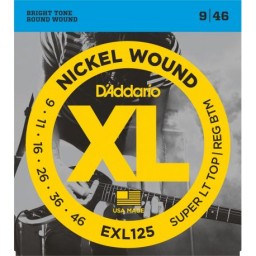 BRIGHT TONE
ROUND WOUND
9|46
NICKEL WOUND
D'Addario
XL
9 · 11 · 16 · 26 · 36 · 46
SUPER LT TOP | REG BTM
USA MADE
EXL125